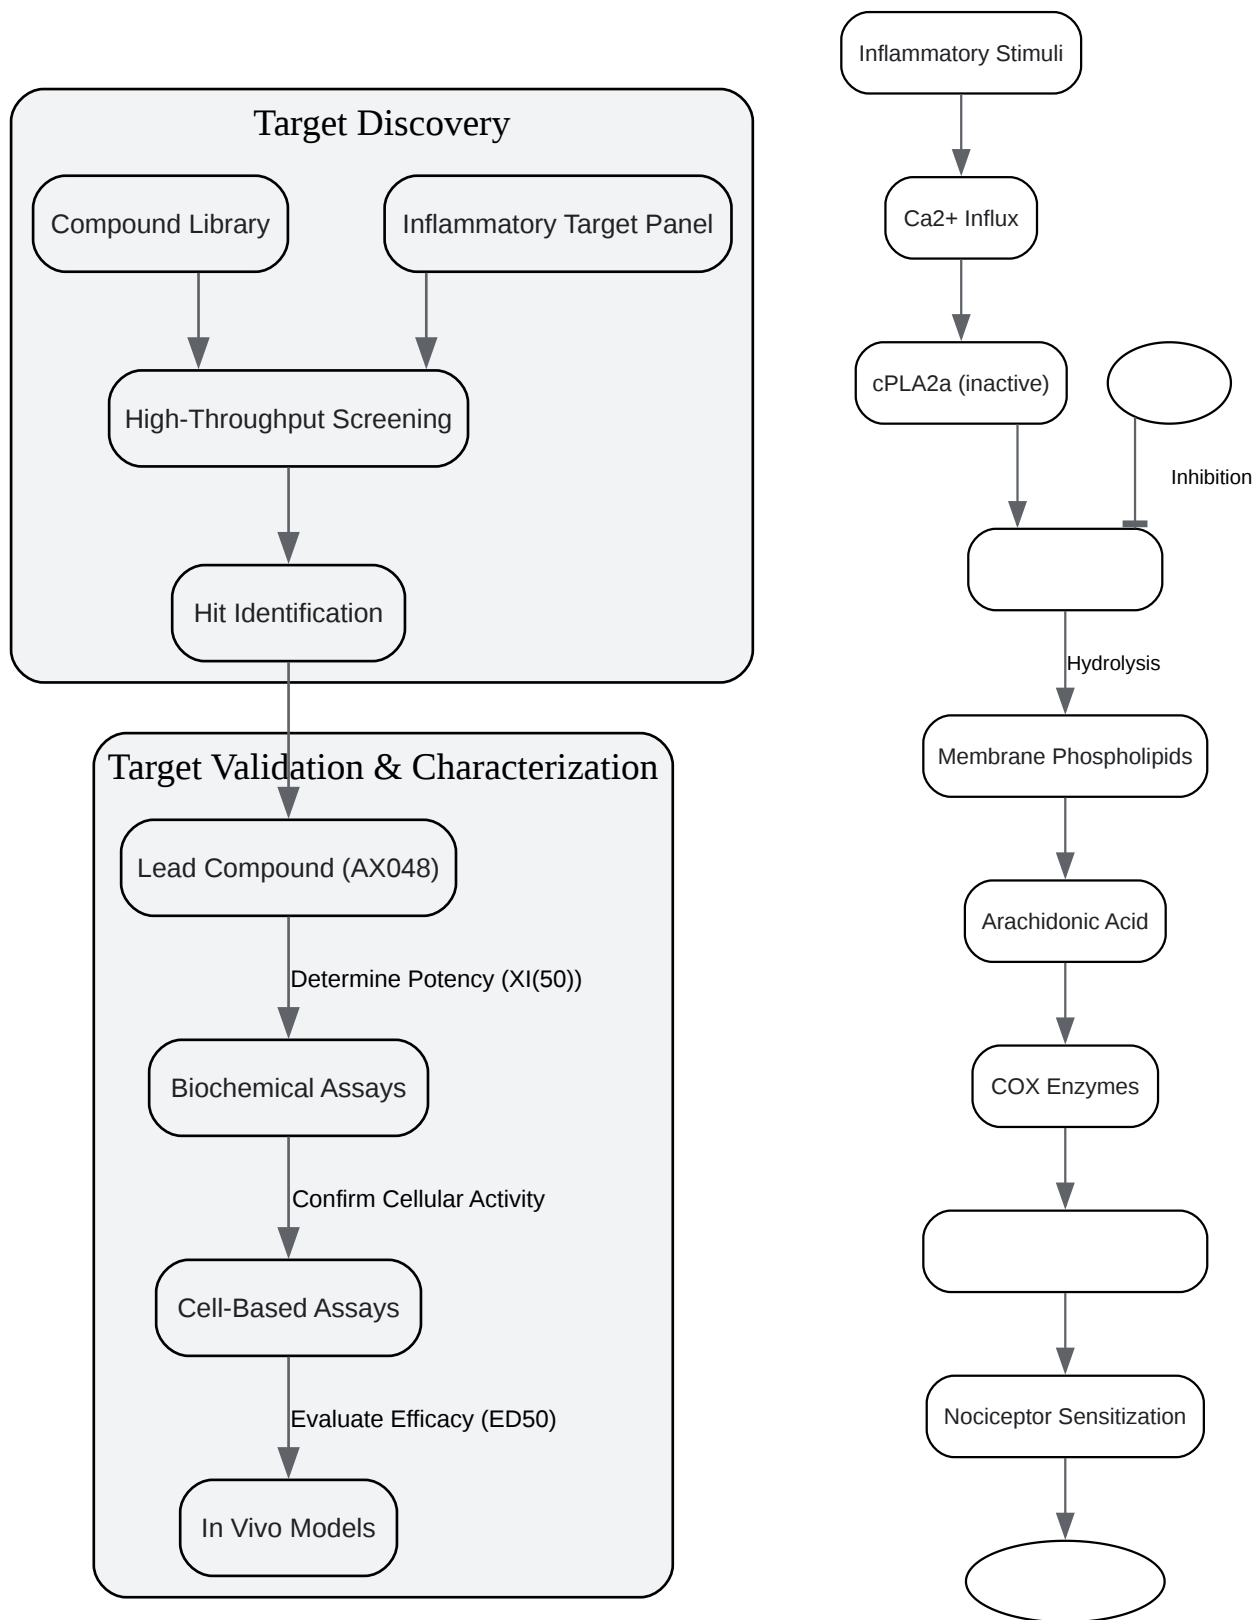 Target Discovery
Compound Library
Inflammatory Target Panel
High-Throughput Screening
Hit Identification
Target Validation & Characterization
Lead Compound (AX048)
Determine Potency (XI(50))
Biochemical Assays
Confirm Cellular Activity
Cell-Based Assays
Evaluate Efficacy (ED50)
In Vivo Models
Inflammatory Stimuli
Ca2+ Influx
cPLA2a (inactive)
Inhibition
Hydrolysis
Membrane Phospholipids
Arachidonic Acid
COX Enzymes
Nociceptor Sensitization